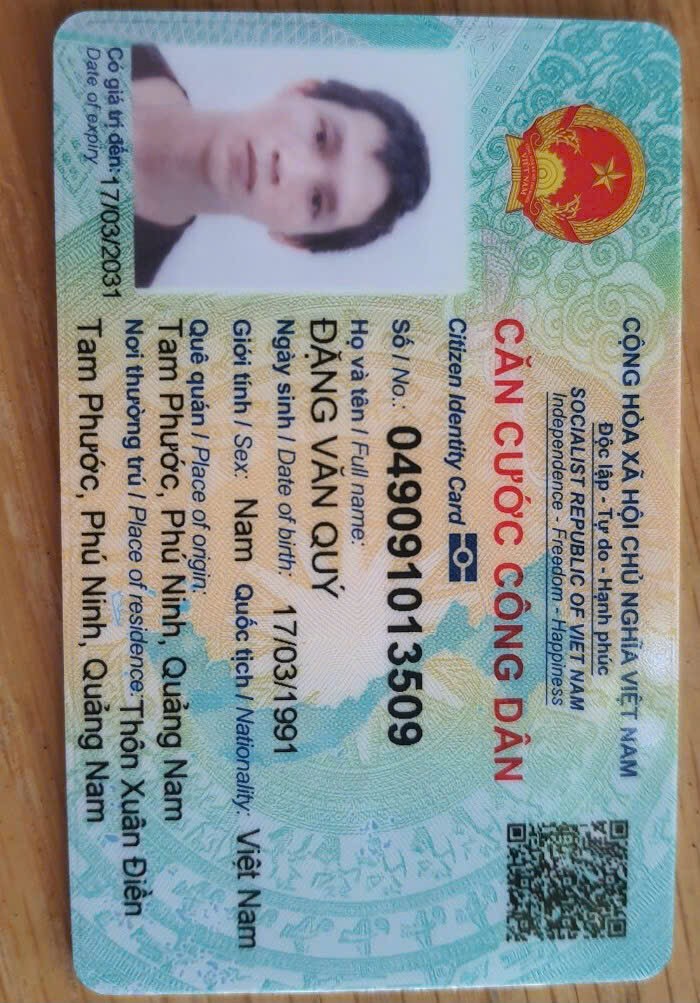 CỘNG HÒA XÃ HỘI CHỦ NGHĨA VIỆT NAM
Độc lập - Tự do - Hạnh phúc
SOCIALIST REPUBLIC OF VIET NAM
Independence - Freedom - Happiness
CĂN CƯỚC CÔNG DÂN
Citizen Identity Card
Số / No.: 049091013509
Họ và tên / Full name:
ĐẶNG VĂN QUÝ
Ngày sinh / Date of birth: 17/03/1991
Giới tính / Sex: Nam Quốc tịch / Nationality: Việt Nam
Quê quán / Place of origin:
Tam Phước, Phú Ninh, Quảng Nam
Nơi thường trú / Place of residence: Thôn Xuân Điền
Tam Phước, Phú Ninh, Quảng Nam
Có giá trị đến: 17/03/2031
Date of expiry
VIỆT NAM